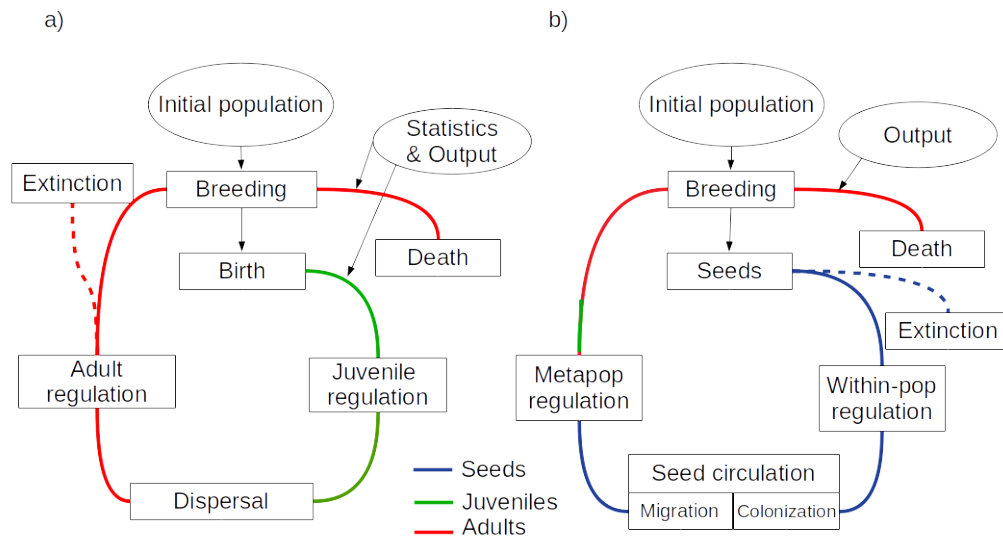 a)
Initial population
Statistics
& Output
Extinction
Breeding
Death
Birth
Adult
regulation
Juvenile
regulation
Dispersal
b)
Initial population
Output
Breeding
Death
Seeds
Extinction
Metapop
regulation
Within-pop
regulation
Seed circulation
Migration
Colonization
Seeds
Juveniles
Adults